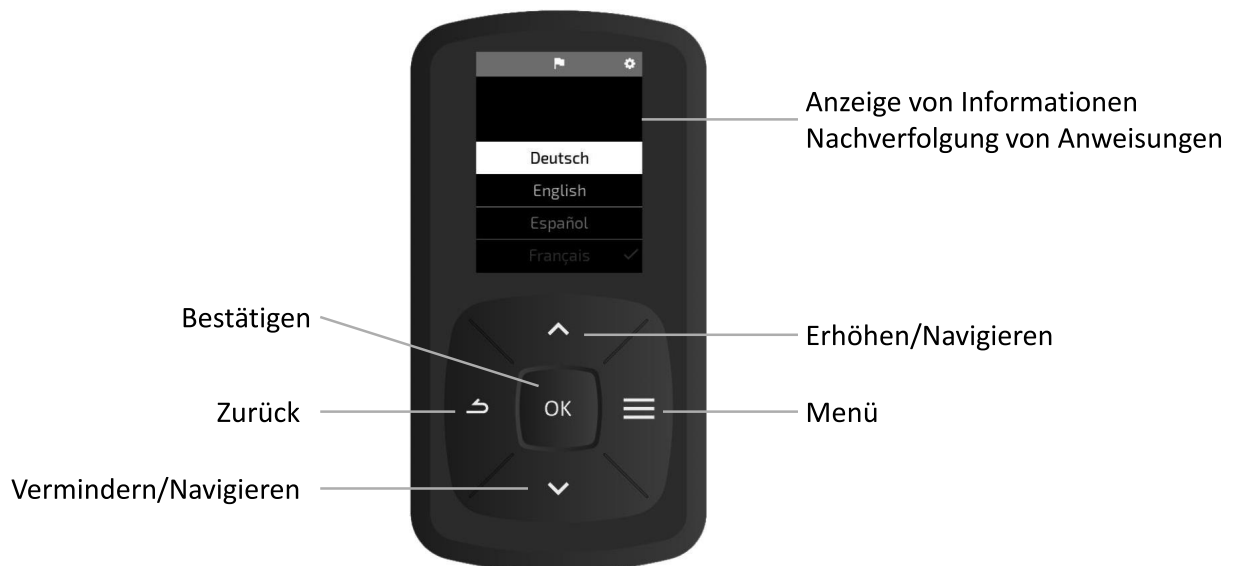 Anzeige von Informationen
Nachverfolgung von Anweisungen
Deutsch
English
Español
Français
Bestätigen
Erhöhen/Navigieren
Zurück
OK
Menü
Vermindern/Navigieren